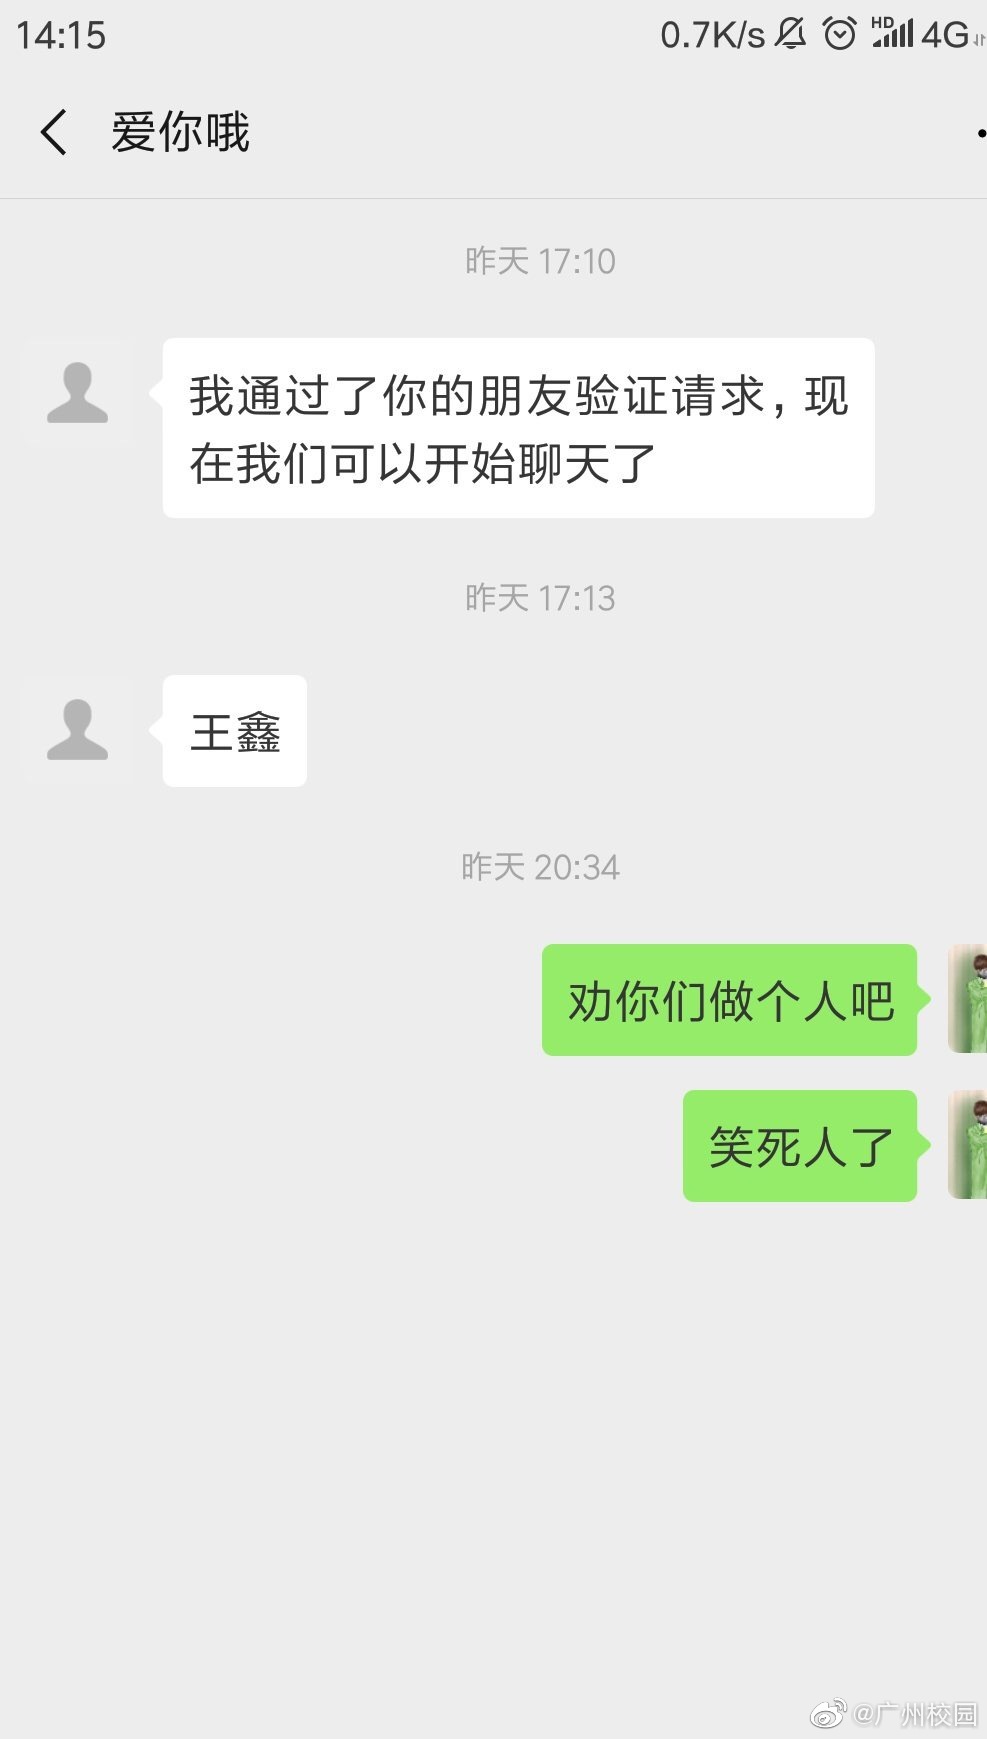 14:15
0.7K/s
HD
4G
爱你哦
昨天 17:10
我通过了你的朋友验证请求，现
在我们可以开始聊天了
昨天 17:13
王鑫
昨天 20:34
劝你们做个人吧
笑死人了
@广州校园